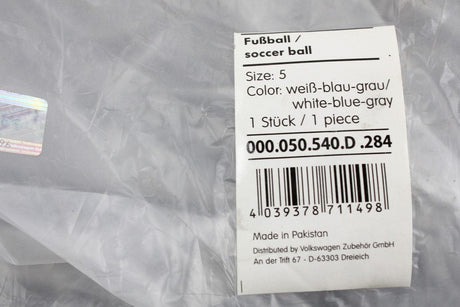 Fußball /
soccer ball
Size: 5
Color: weiß-blau-grau/
white-blue-gray
1 Stück / 1 piece
000.050.540.D .284
4 039378 711498
Made in Pakistan
Distributed by Volkswagen Zubehör GmbH
An der Trift 67 - D-63303 Dreieich